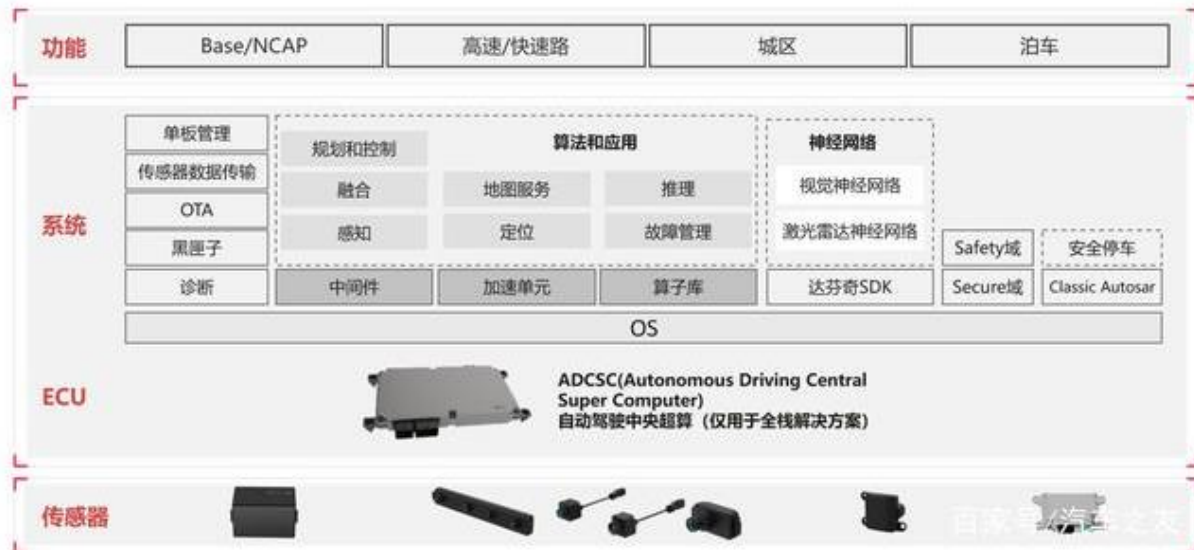 功能
Base/NCAP
高速/快速路
城区
泊车
系统
单板管理
传感器数据传输
OTA
黑匣子
诊断
规划和控制
算法和应用
融合
地图服务
推理
感知
定位
故障管理
中间件
加速单元
算子库
神经网络
视觉神经网络
激光雷达神经网络
达芬奇SDK
Safety域
安全停车
Secure域
Classic Autosar
OS
ECU
ADCSC(Autonomous Driving Central
Super Computer)
自动驾驶中央超算（仅用于全栈解决方案）
传感器
百家号/汽车之友